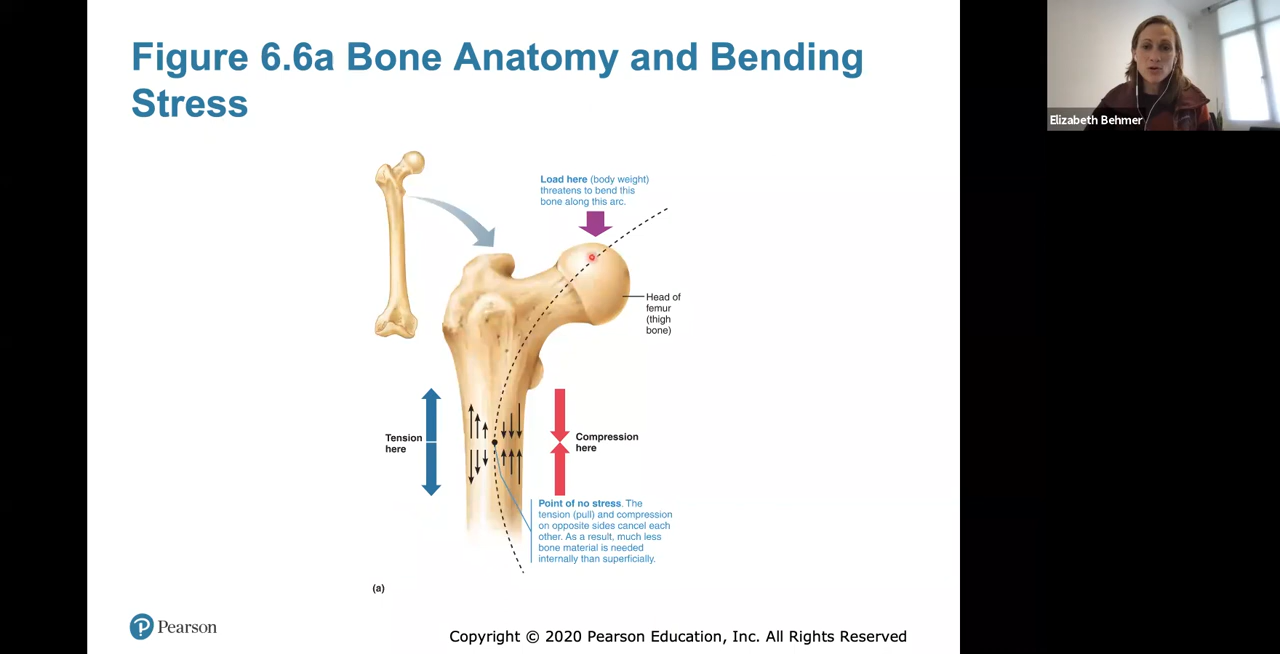 Figure 6.6a Bone Anatomy and Bending
Stress
Elizabeth Behmer
Load here (body weight)
threatens to bend this
bone along this arc.
Head of
femur
(thigh
bone)
Tension
here
Compression
here
Point of no stress. The
tension (pull) and compression
on opposite sides cancel each
other. As a result, much less
bone material is needed
internally than superficially.
(a)
P Pearson
Copyright © 2020 Pearson Education, Inc. All Rights Reserved